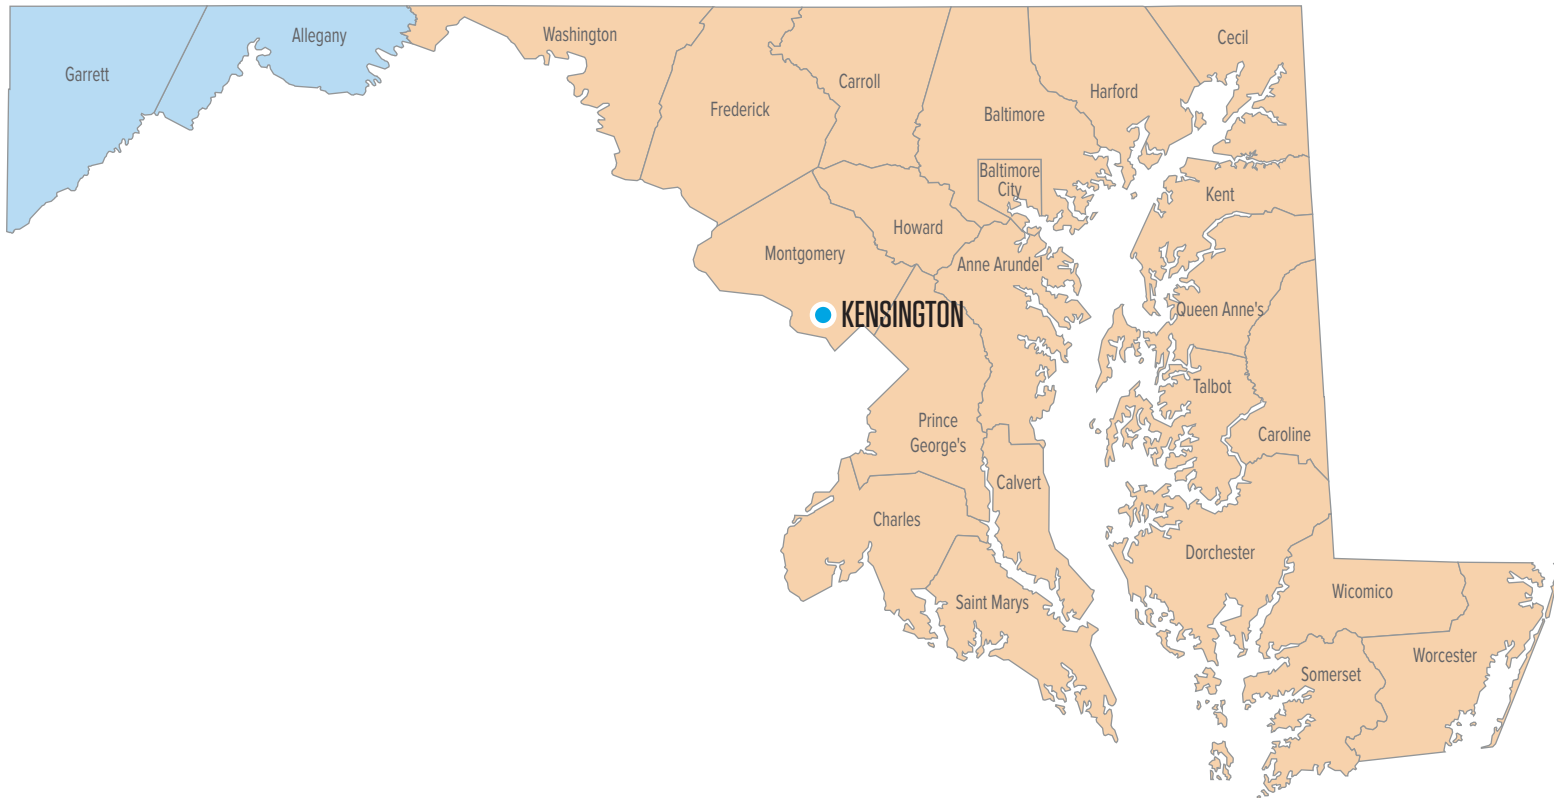 Garrett
Allegany
Washington
Frederick
Carroll
Baltimore
Harford
Cecil
Baltimore
City
Kent
Howard
Montgomery
Anne Arundel
KENSINGTON
Queen Anne's
Talbot
Caroline
Prince
George's
Calvert
Charles
Dorchester
Saint Marys
Wicomico
Worcester
Somerset